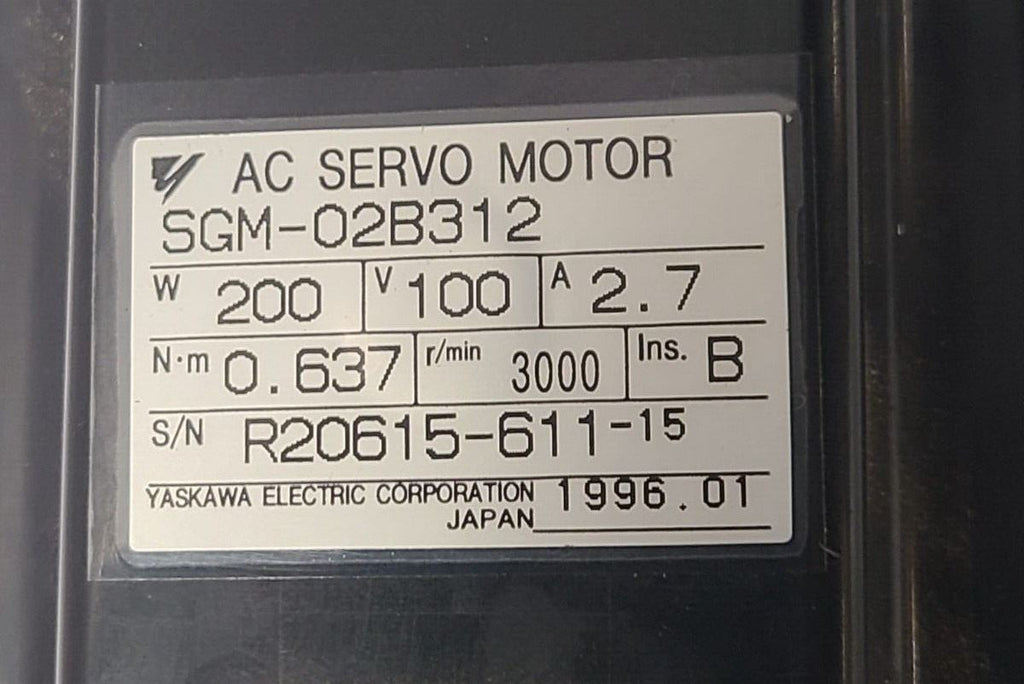 AC SERVO MOTOR
SGM-02B312
W 200 V 100 A 2.7
N·m 0.637 r/min 3000 Ins. B
S/N R20615-611-15
YASKAWA ELECTRIC CORPORATION 1996.01
JAPAN